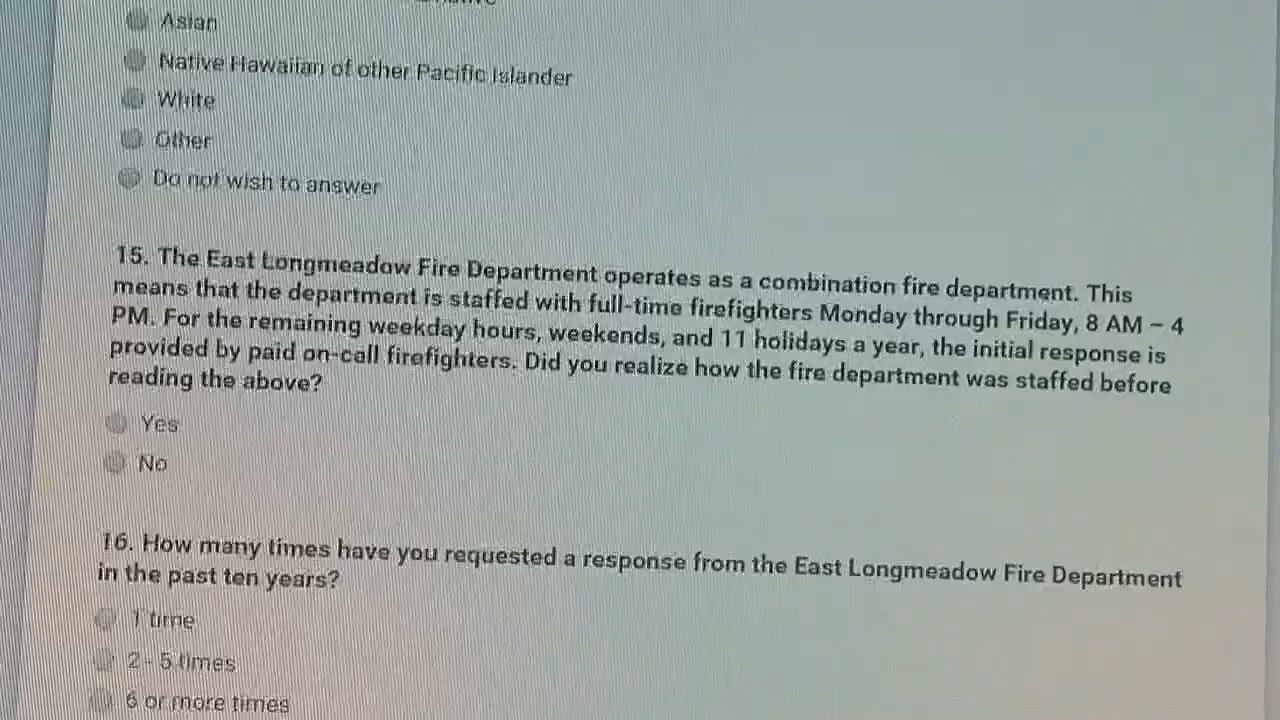 Asian
Native Hawaiian of other Pacific Islander
White
Other
Do not wish to answer
15. The East Longmeadow Fire Department operates as a combination fire department. This
means that the department is staffed with full-time firefighters Monday through Friday, 8 AM – 4
PM. For the remaining weekday hours, weekends, and 11 holidays a year, the initial response is
provided by paid on-call firefighters. Did you realize how the fire department was staffed before
reading the above?
Yes
No
16. How many times have you requested a response from the East Longmeadow Fire Department
in the past ten years?
1 time
2 - 5 times
6 or more times